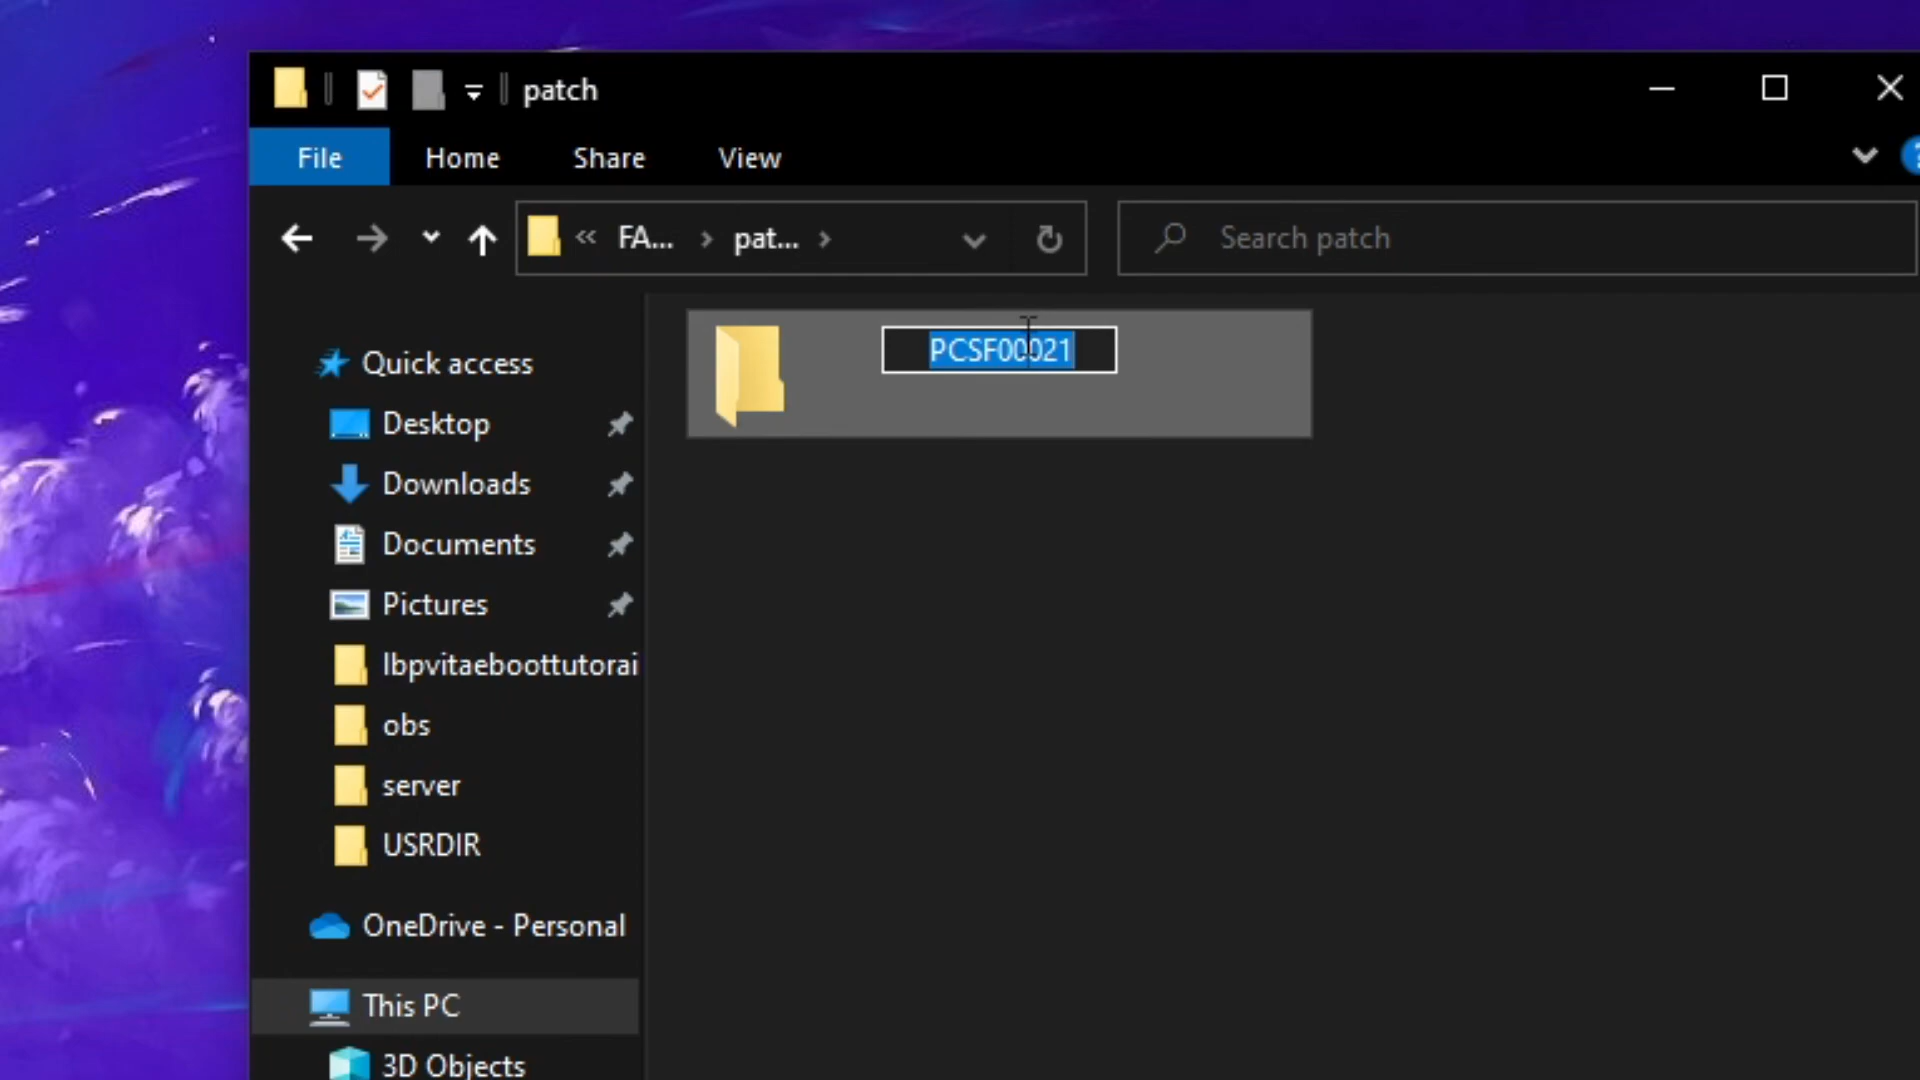 patch
File Home Share View
« FA... > pat... > Search patch
PCSF00021
Quick access
Desktop
Downloads
Documents
Pictures
lbpvitaeboottutorai
obs
server
USRDIR
OneDrive - Personal
This PC
3D Objects